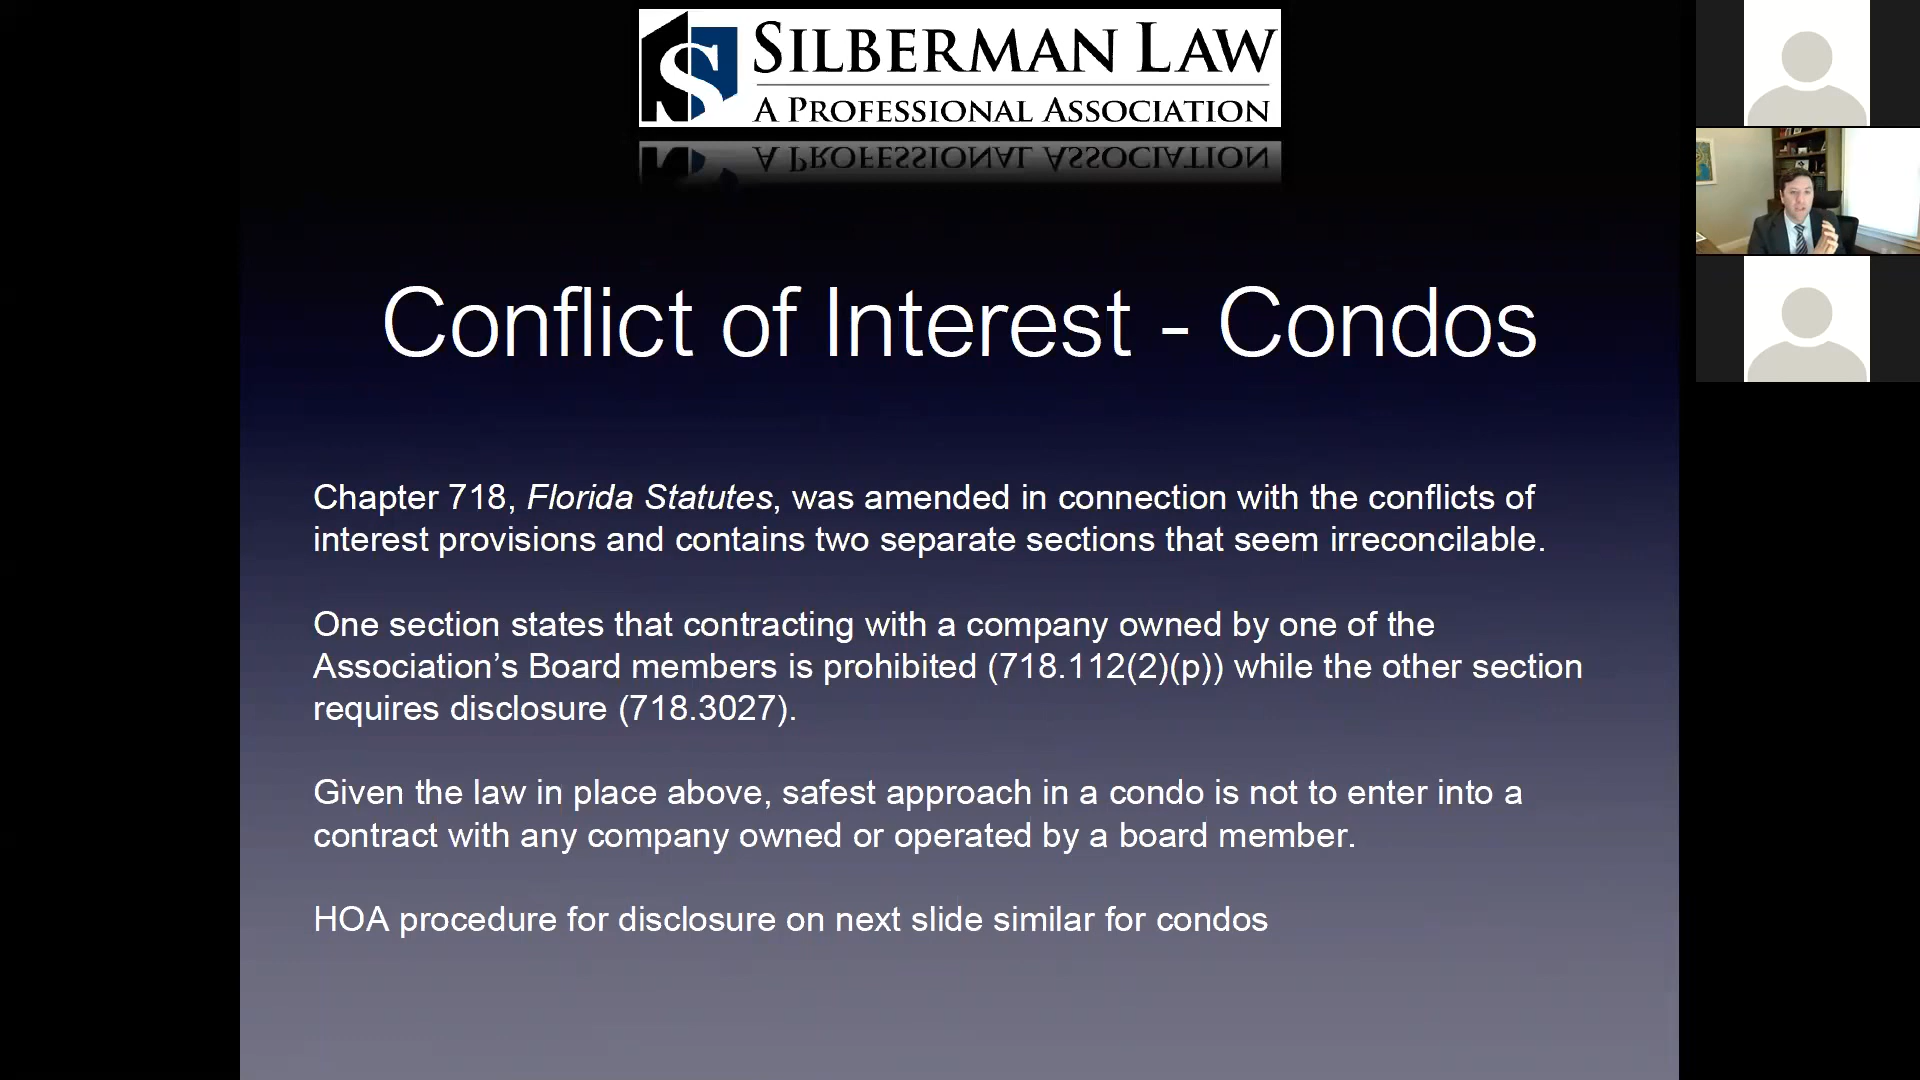 SILBERMAN LAW
A PROFESSIONAL ASSOCIATION
Conflict of Interest - Condos
Chapter 718, Florida Statutes, was amended in connection with the conflicts of
interest provisions and contains two separate sections that seem irreconcilable.
One section states that contracting with a company owned by one of the
Association’s Board members is prohibited (718.112(2)(p)) while the other section
requires disclosure (718.3027).
Given the law in place above, safest approach in a condo is not to enter into a
contract with any company owned or operated by a board member.
HOA procedure for disclosure on next slide similar for condos